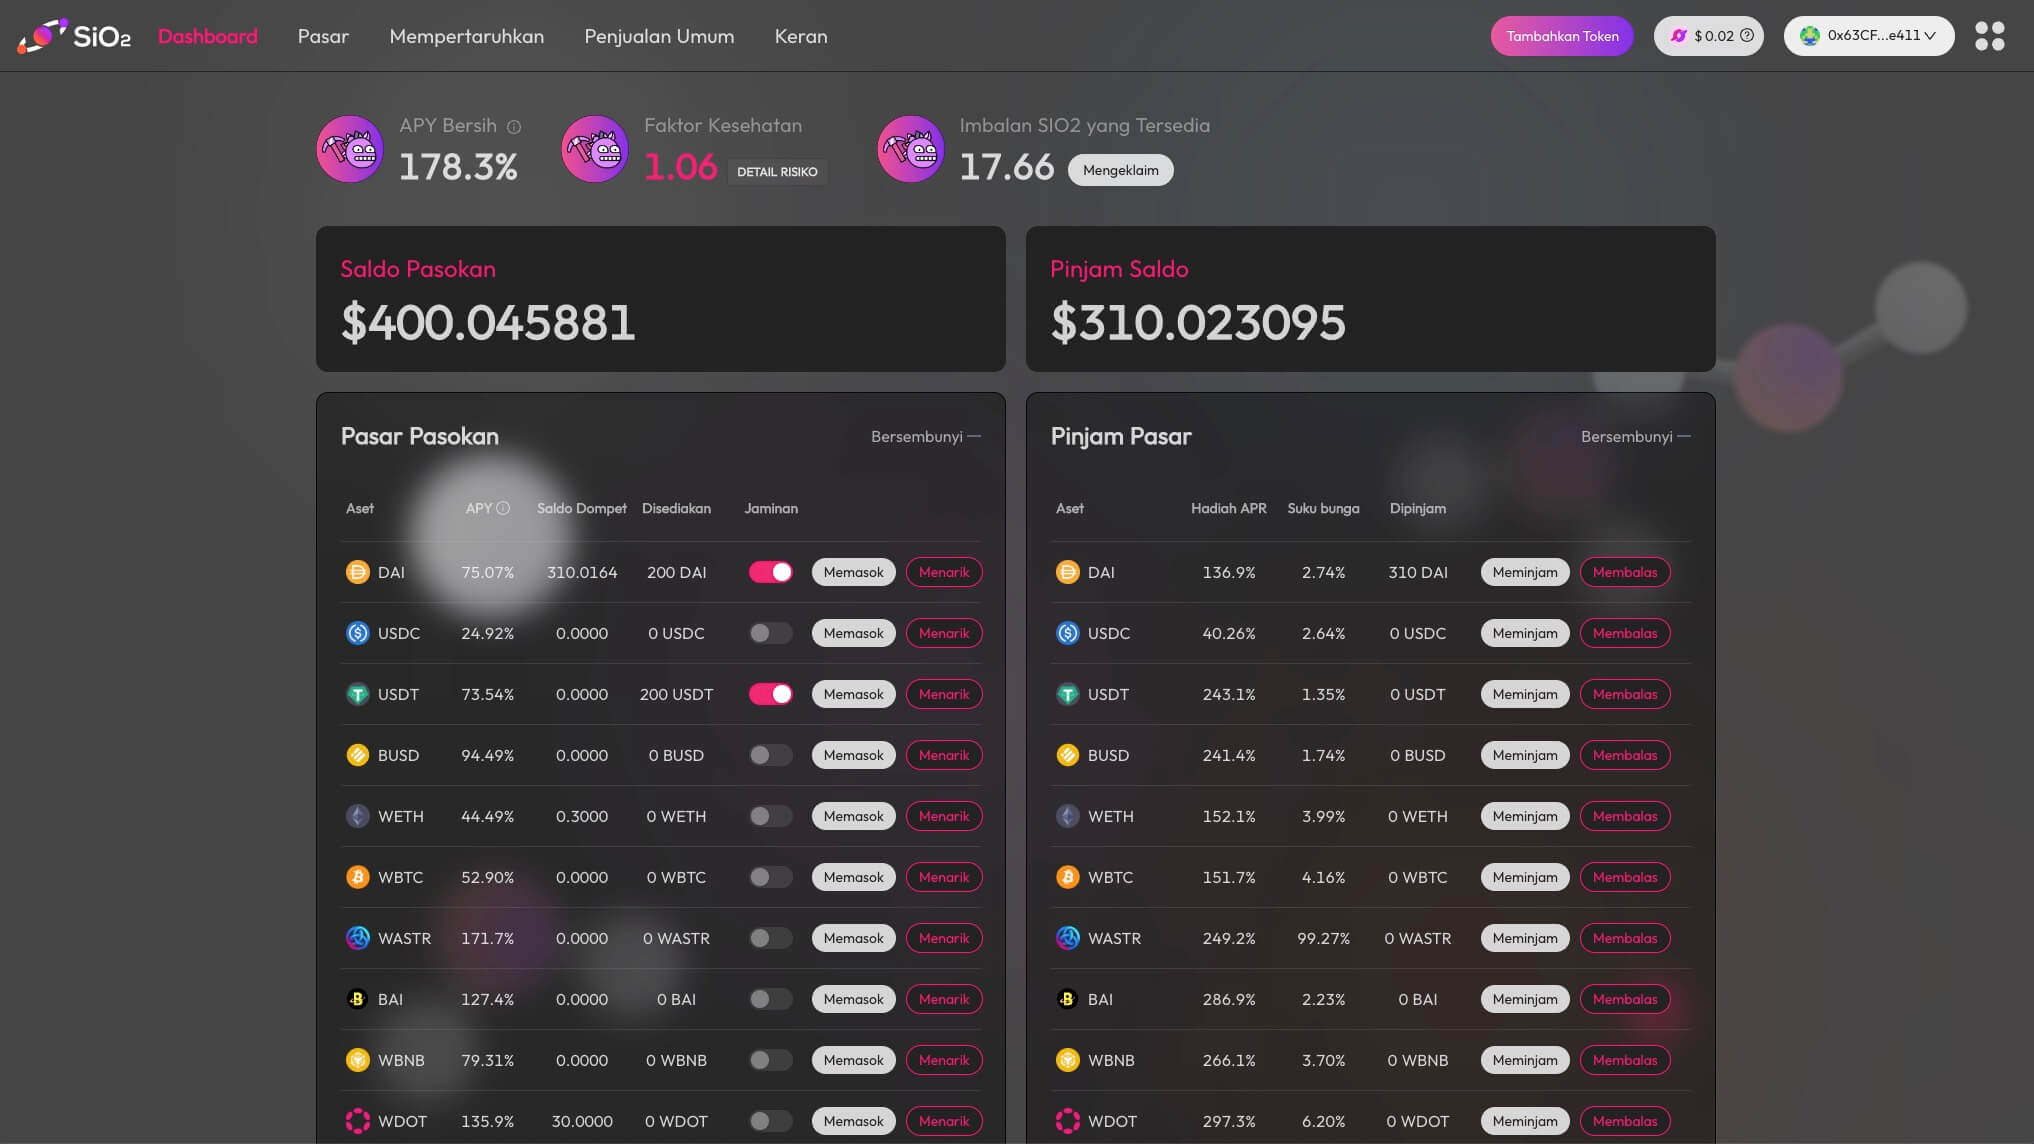 SiO2 Dashboard Pasar Mempertaruhkan Penjualan Umum Keran Tambahkan Token $ 0.02 0x63CF...e411
APY Bersih Faktor Kesehatan Imbalan SIO2 yang Tersedia
178.3% 1.06 DETAIL RISIKO 17.66 Mengeklaim
Saldo Pasokan
$400.045881
Pinjam Saldo
$310.023095
Pasar Pasokan Bersembunyi
Aset APY Saldo Dompet Disediakan Jaminan
DAI 75.07% 310.0164 200 DAI Memasok Menarik
USDC 24.92% 0.0000 0 USDC Memasok Menarik
USDT 73.54% 0.0000 200 USDT Memasok Menarik
BUSD 94.49% 0.0000 0 BUSD Memasok Menarik
WETH 44.49% 0.3000 0 WETH Memasok Menarik
WBTC 52.90% 0.0000 0 WBTC Memasok Menarik
WASTR 171.7% 0.0000 0 WASTR Memasok Menarik
BAI 127.4% 0.0000 0 BAI Memasok Menarik
WBNB 79.31% 0.0000 0 WBNB Memasok Menarik
WDOT 135.9% 30.0000 0 WDOT Memasok Menarik
Pinjam Pasar Bersembunyi
Aset Hadiah APR Suku bunga Dipinjam
DAI 136.9% 2.74% 310 DAI Meminjam Membalas
USDC 40.26% 2.64% 0 USDC Meminjam Membalas
USDT 243.1% 1.35% 0 USDT Meminjam Membalas
BUSD 241.4% 1.74% 0 BUSD Meminjam Membalas
WETH 152.1% 3.99% 0 WETH Meminjam Membalas
WBTC 151.7% 4.16% 0 WBTC Meminjam Membalas
WASTR 249.2% 99.27% 0 WASTR Meminjam Membalas
BAI 286.9% 2.23% 0 BAI Meminjam Membalas
WBNB 266.1% 3.70% 0 WBNB Meminjam Membalas
WDOT 297.3% 6.20% 0 WDOT Meminjam Membalas